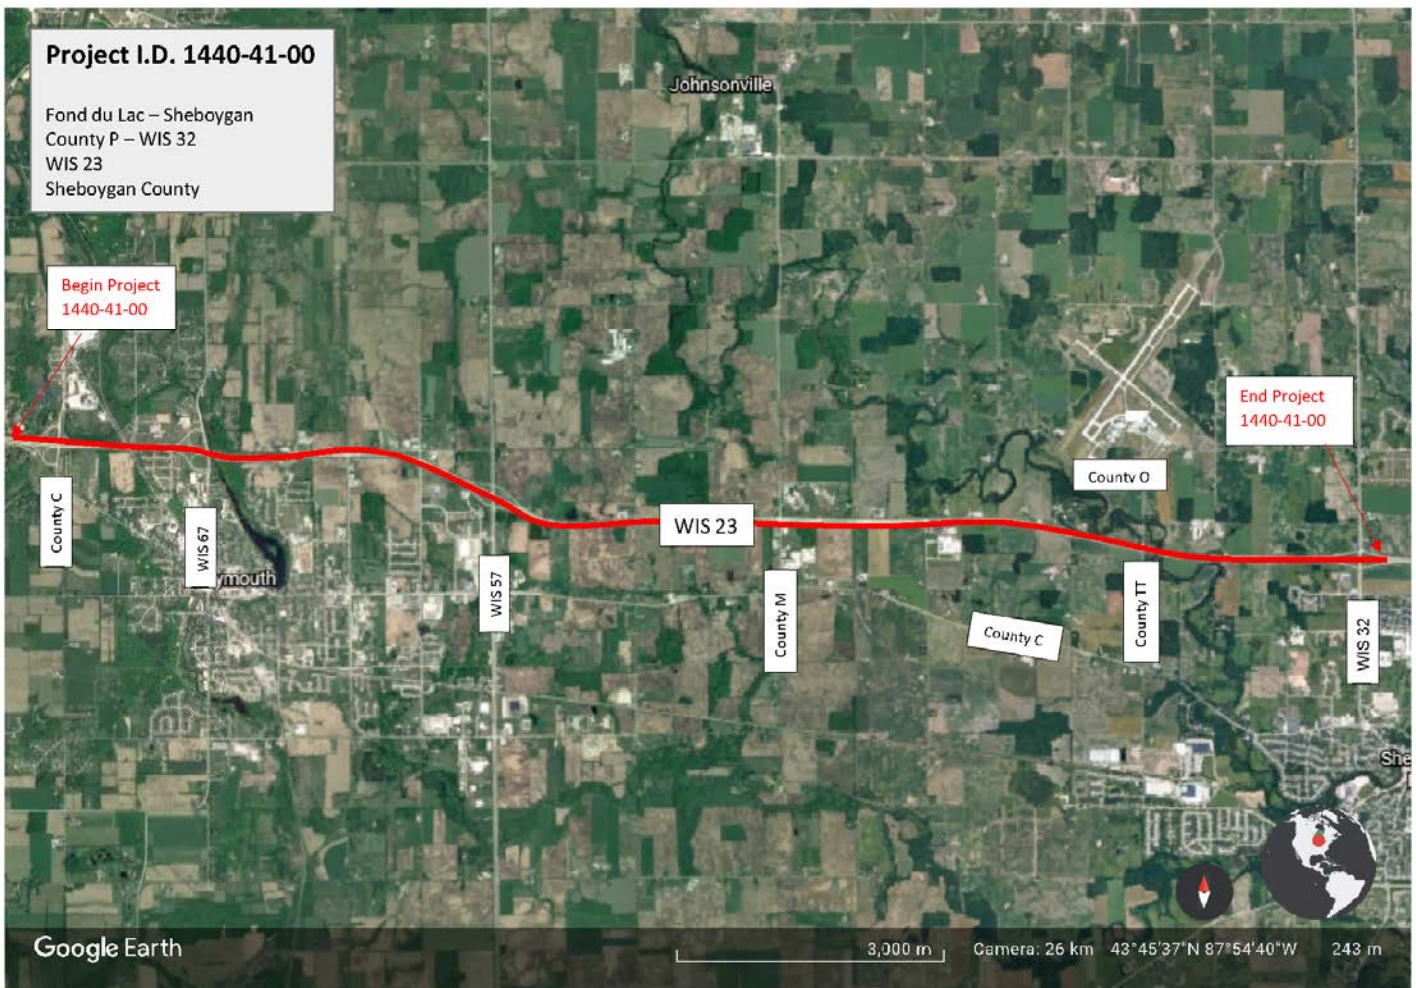 Project I.D. 1440-41-00
Fond du Lac – Sheboygan
County P – WIS 32
WIS 23
Sheboygan County
Johnsonville
Begin Project
1440-41-00
End Project
1440-41-00
County O
County C
WIS 67
ymouth
WIS 57
WIS 23
County M
County C
County TT
WIS 32
She
Google Earth
3,000 m
Camera: 26 km 43°45'37"N 87°54'40"W 243 m